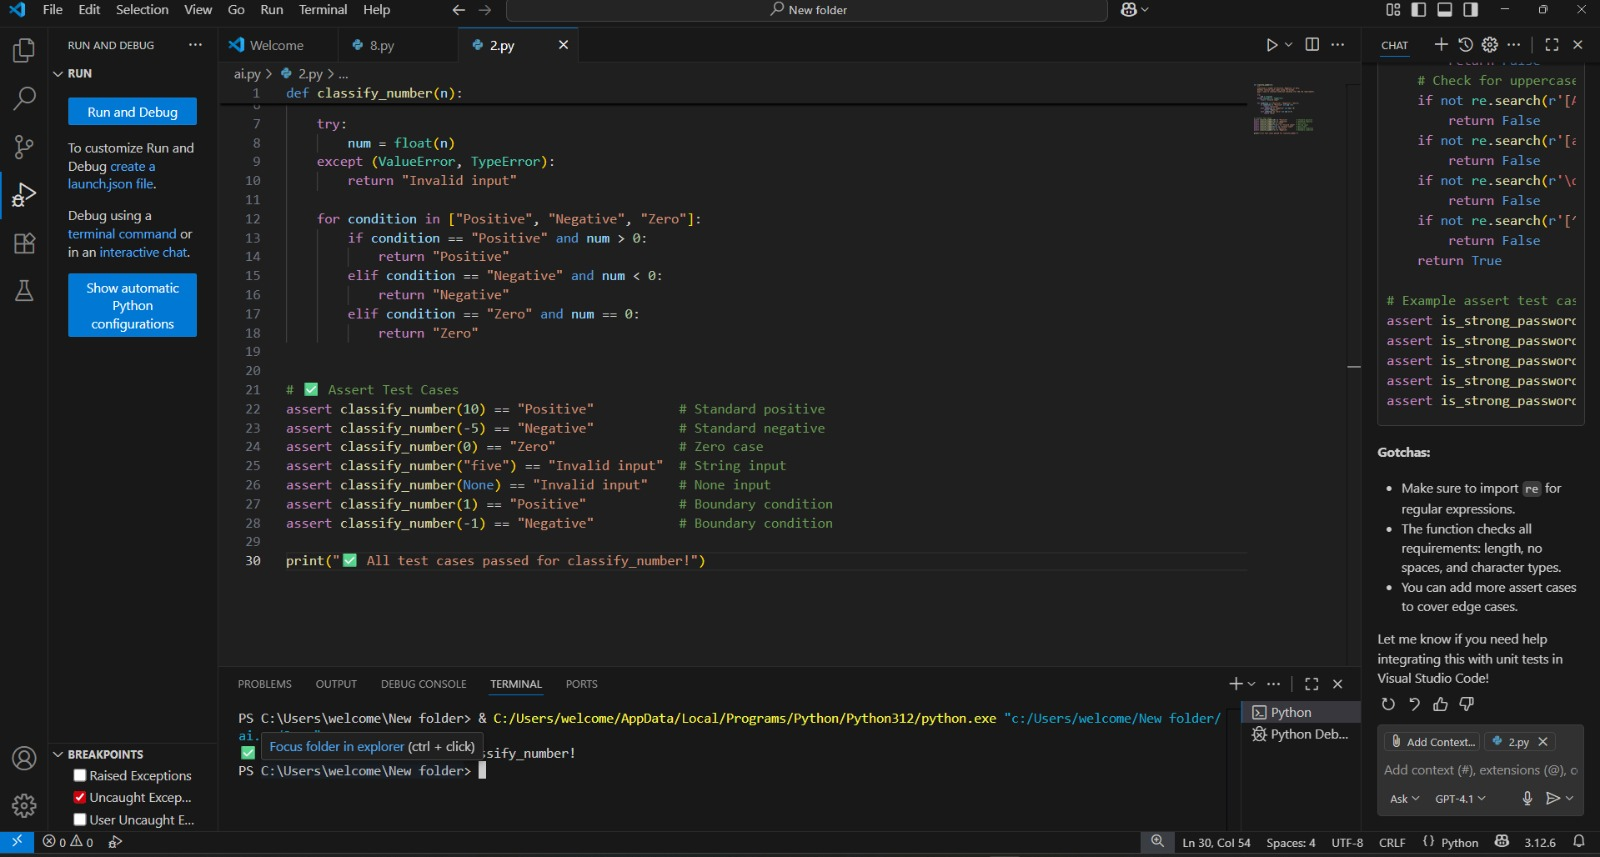 File Edit Selection View Go Run Terminal Help
New folder
RUN AND DEBUG
RUN
Run and Debug
To customize Run and
Debug create a
launch.json file.
Debug using a
terminal command or
in an interactive chat.
Show automatic
Python
configurations
BREAKPOINTS
Raised Exceptions
Uncaught Excep...
User Uncaught E...
Welcome
8.py
2.py
ai.py > 2.py > ...
1 def classify_number(n):
7 try:
8 num = float(n)
9 except (ValueError, TypeError):
10 return "Invalid input"
11
12 for condition in ["Positive", "Negative", "Zero"]:
13 if condition == "Positive" and num > 0:
14 return "Positive"
15 elif condition == "Negative" and num < 0:
16 return "Negative"
17 elif condition == "Zero" and num == 0:
18 return "Zero"
19
20
21 # ✅ Assert Test Cases
22 assert classify_number(10) == "Positive" # Standard positive
23 assert classify_number(-5) == "Negative" # Standard negative
24 assert classify_number(0) == "Zero" # Zero case
25 assert classify_number("five") == "Invalid input" # String input
26 assert classify_number(None) == "Invalid input" # None input
27 assert classify_number(1) == "Positive" # Boundary condition
28 assert classify_number(-1) == "Negative" # Boundary condition
29
30 print("✅ All test cases passed for classify_number!")
PROBLEMS OUTPUT DEBUG CONSOLE TERMINAL PORTS
PS C:\Users\welcome\New folder> & C:/Users/welcome/AppData/Local/Programs/Python/Python312/python.exe "c:/Users/welcome/New folder/
ai.
Focus folder in explorer (ctrl + click)
✅ ssify_number!
PS C:\Users\welcome\New folder>
Python
Python Deb...
CHAT
# Check for uppercase
if not re.search(r'[A
return False
if not re.search(r'[a
return False
if not re.search(r'\d
return False
if not re.search(r'[^
return False
return True
# Example assert test cas
assert is_strong_password
assert is_strong_password
assert is_strong_password
assert is_strong_password
assert is_strong_password
Gotchas:
• Make sure to import re for
regular expressions.
• The function checks all
requirements: length, no
spaces, and character types.
• You can add more assert cases
to cover edge cases.
Let me know if you need help
integrating this with unit tests in
Visual Studio Code!
Add Context... 2.py
Add context (#), extensions (@), c
Ask GPT-4.1
0 0
Ln 30, Col 54 Spaces: 4 UTF-8 CRLF {} Python 3.12.6